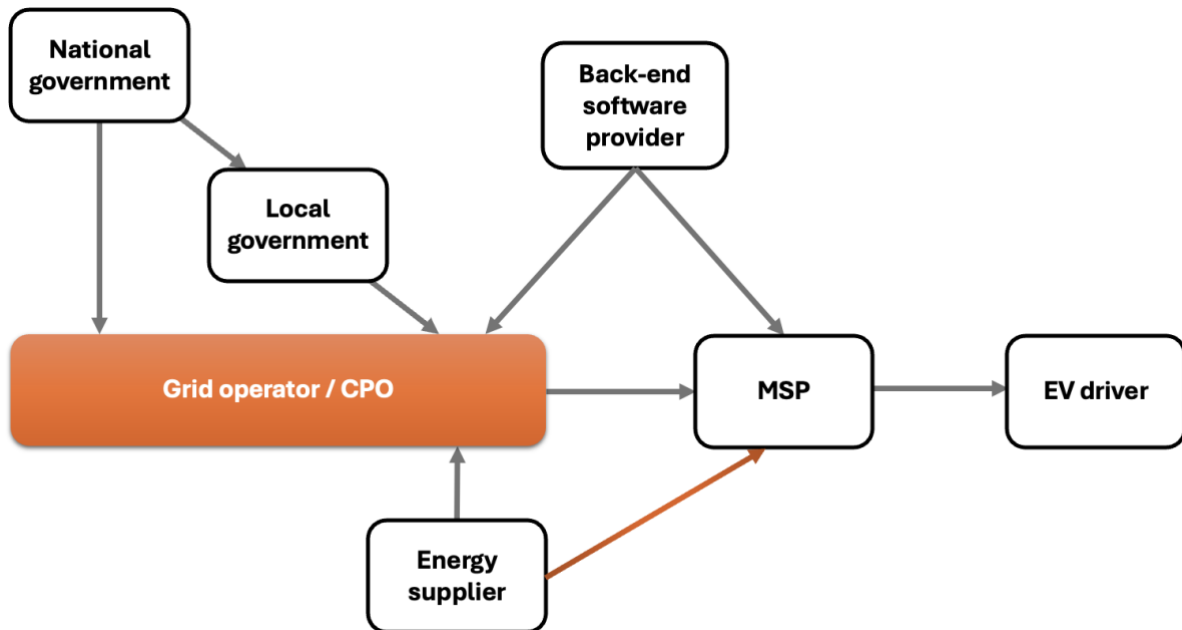 National
government
Back-end
software
provider
Local
government
Grid operator / CPO
MSP
EV driver
Energy
supplier